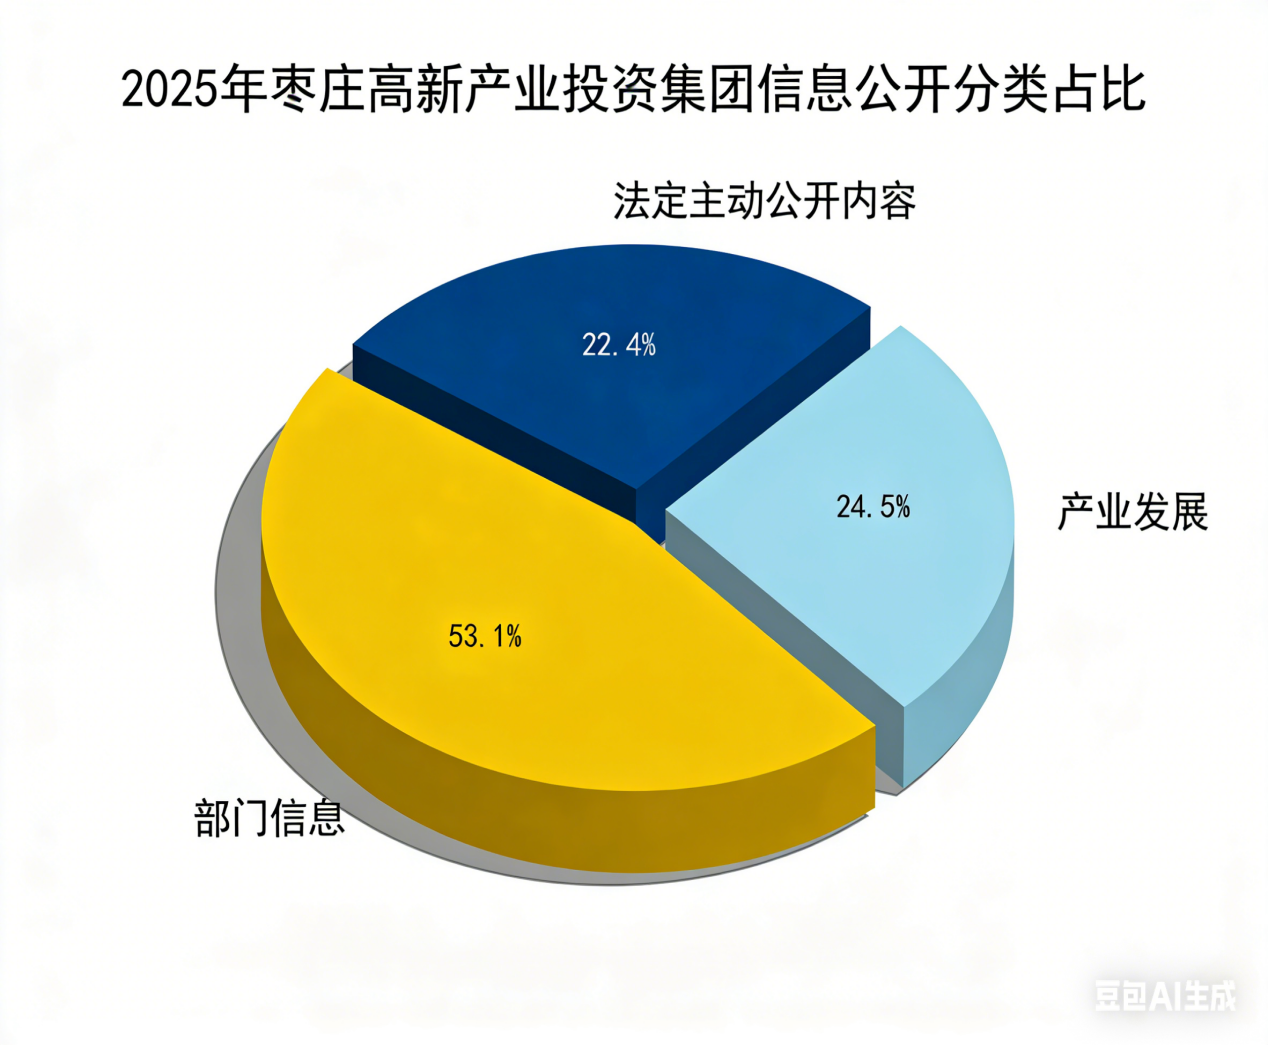 2025年枣庄高新产业投资集团信息公开分类占比
法定主动公开内容
22.4%
24.5%
产业发展
53.1%
部门信息
豆包AI生成